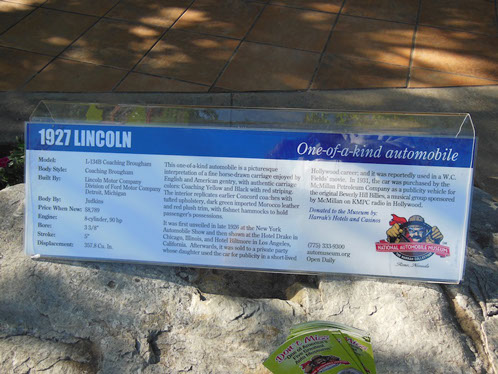 1927 LINCOLN
One-of-a-kind automobile
Model: L-134B Coaching Brougham
Body Style: Coaching Brougham
Built By: Lincoln Motor Company
Division of Ford Motor Company
Detroit, Michigan
Body By: Judkins
Price When New: $8,700
Engine: 8-cylinder, 90 hp
Bore: 3 3/8"
Stroke: 5"
Displacement: 357.8 Cu. In.
This one-of-a-kind automobile is a picturesque
interpretation of a fine horse-drawn carriage enjoyed by
English and American gentry, with authentic carriage
colors: Coaching Yellow and Black with red striping.
The interior replicates earlier Concord coaches with
tufted upholstery, dark green imported Morocco leather
and red plush trim, with fishnet hammocks to hold
passenger's possessions.
It was first unveiled in late 1926 at the New York
Automobile Show and then shown at the Hotel Drake in
Chicago, Illinois, and Hotel Biltmore in Los Angeles,
California. Afterwards, it was sold to a private party
whose daughter used the car for publicity in a short lived
Hollywood career, and it was reportedly used in a W.C.
Fields' movie. In 1937, the car was purchased by the
McMillan Petroleum Company as a publicity vehicle for
the original Beverly Hill Billies, a musical group sponsored
by McMillan on KMPC radio in Hollywood.
Donated to the Museum by
Harrah's Hotels and Casinos
(775) 333-9300
automuseum.org
Open Daily
NATIONAL AUTOMOBILE MUSEUM
Reno, Nevada
Don't Miss